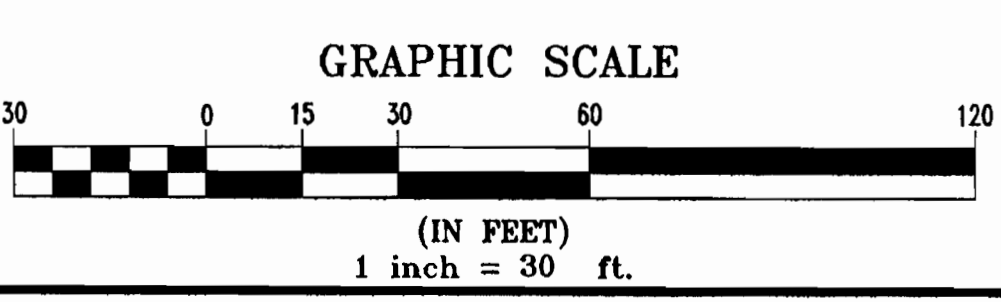 GRAPHIC SCALE
30 0 15 30 60 120
(IN FEET)
1 inch = 30 ft.